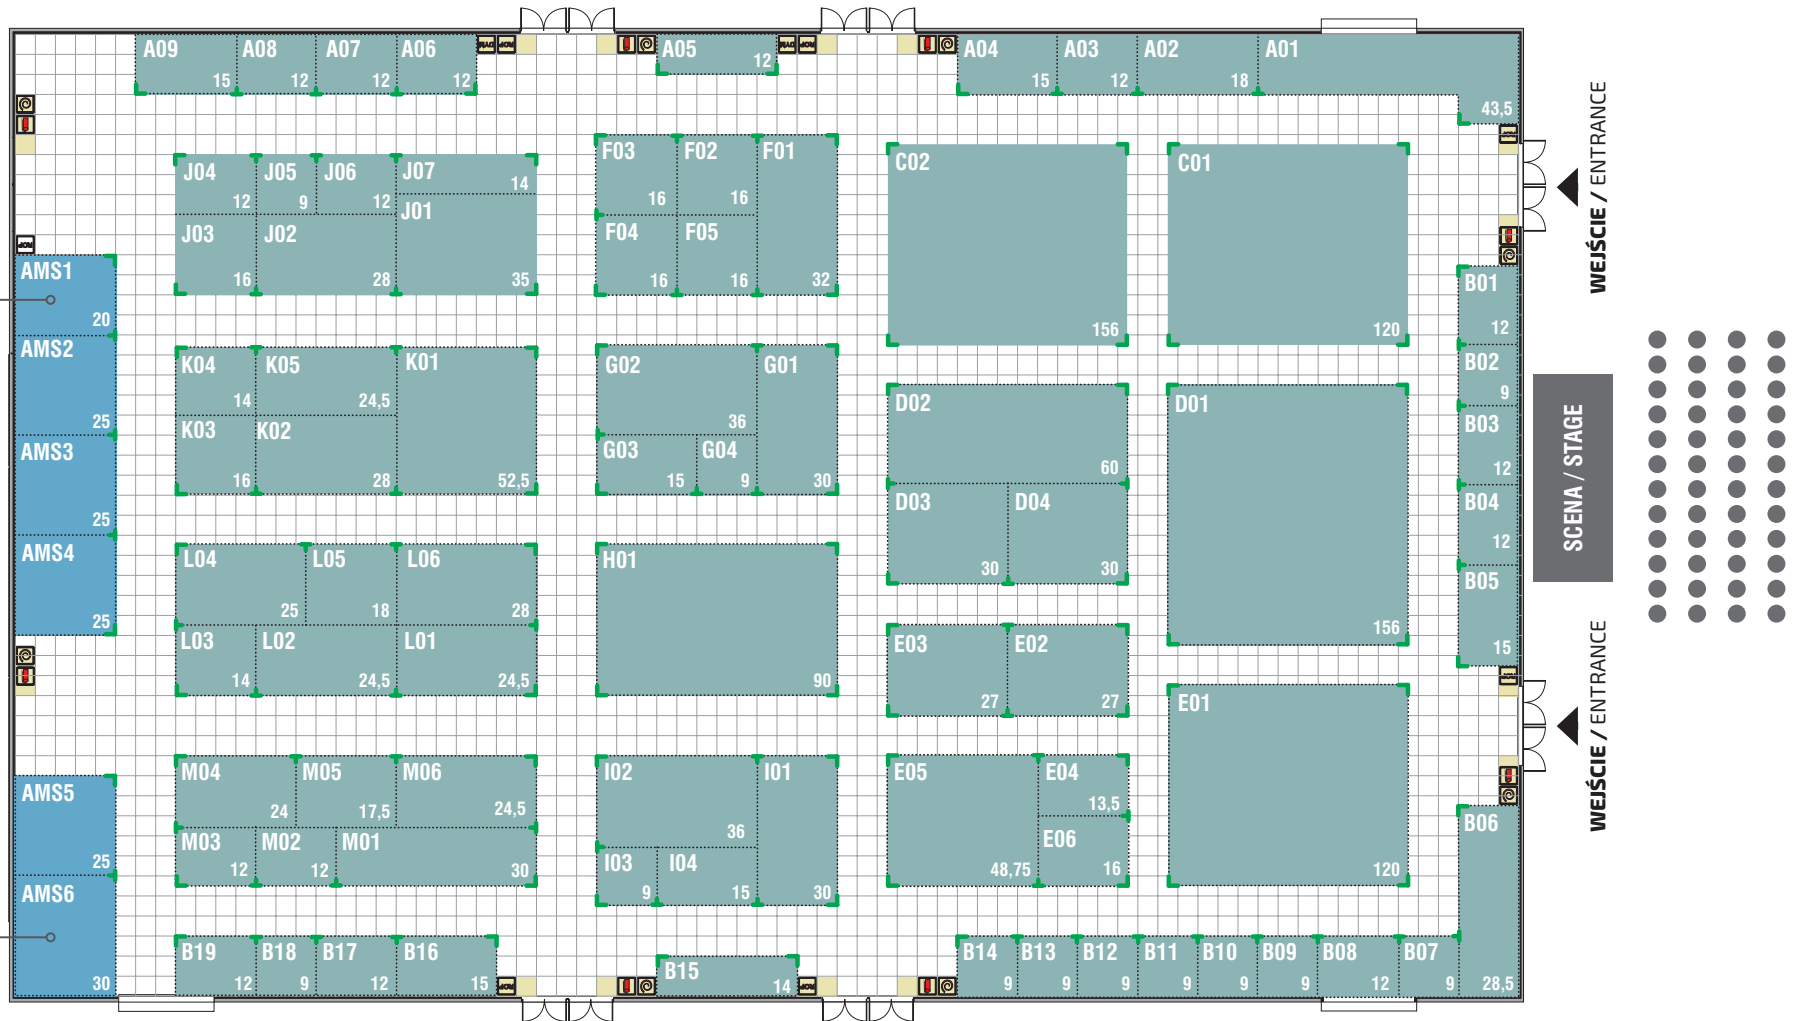 A09 15
A08 12
A07 12
A06 12
DYM ROP
A05 12
DYM ROP
A04 15
A03 12
A02 18
A01 43,5
J04 12
J05 9
J06 12
J07 14
J03 16
J02 28
J01 35
F03 16
F02 16
F01 32
F04 16
F05 16
C02 156
C01 120
WEJŚCIE / ENTRANCE
ROP
AMS1 20
AMS2 25
AMS3 25
AMS4 25
K04 14
K05 24,5
K01 52,5
K03 16
K02 28
G02 36
G01 30
G03 15
G04 9
D02 60
D01 156
D03 30
D04 30
B01 12
B02 9
B03 12
B04 12
B05 15
SCENA / STAGE
L04 25
L05 18
L06 28
L03 14
L02 24,5
L01 24,5
H01 90
E03 27
E02 27
E01 120
WEJŚCIE / ENTRANCE
AMS5 25
AMS6 30
M04 24
M05 17,5
M06 24,5
M03 12
M02 12
M01 30
I02 36
I01 30
I03 9
I04 15
E05 48,75
E04 13,5
E06 16
B06 28,5
B19 12
B18 9
B17 12
B16 15
ROP
B15 14
ROP
B14 9
B13 9
B12 9
B11 9
B10 9
B09 9
B08 12
B07 9